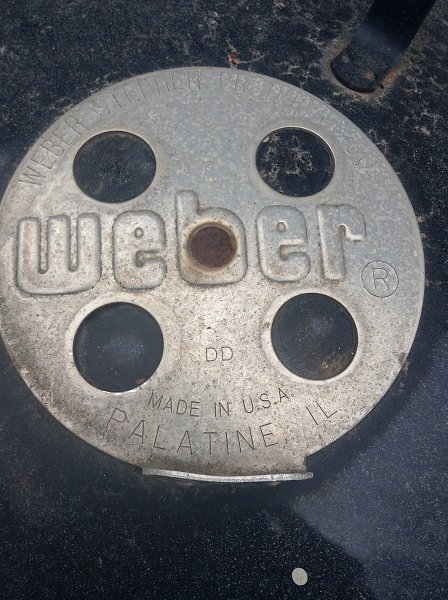 WEBER-STEPHEN PRODUCTS CO
weber®
DD
MADE IN U.S.A
PALATINE, IL